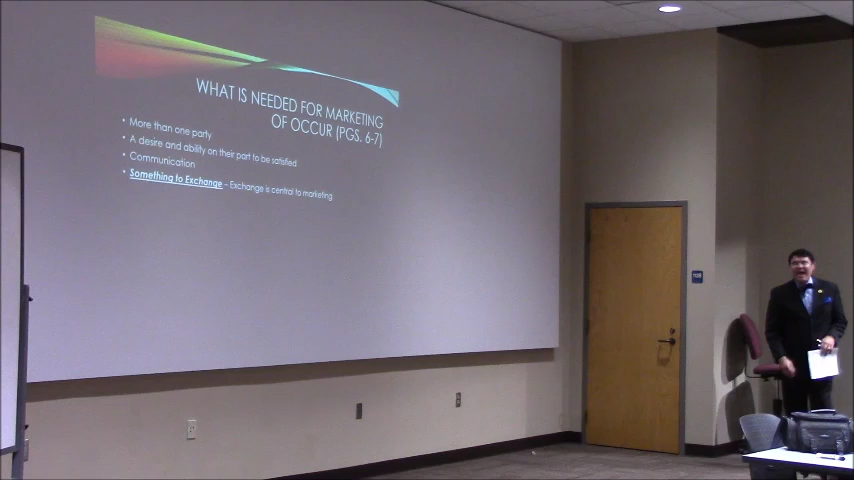 WHAT IS NEEDED FOR MARKETING
OF OCCUR (PGS. 6-7)
• More than one party
• A desire and ability on their part to be satisfied
• Communication
• Something to Exchange – Exchange is central to marketing